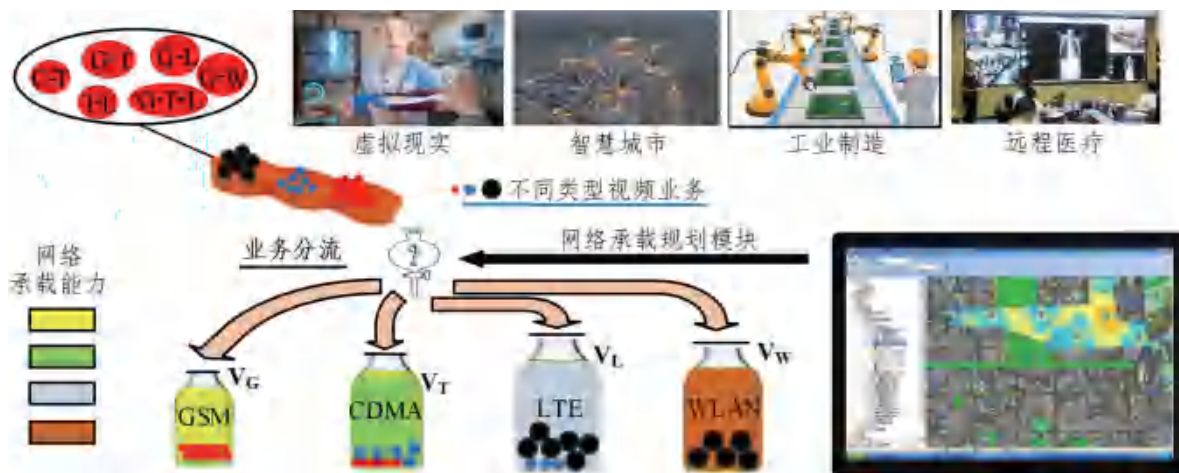 G-L
虚拟现实
智慧城市
工业制造
远程医疗
不同类型视频业务
业务分流
网络承载规划模块
网络
承载能力
V_G
V_T
V_L
V_W
GSM
CDMA
LTE
WLAN